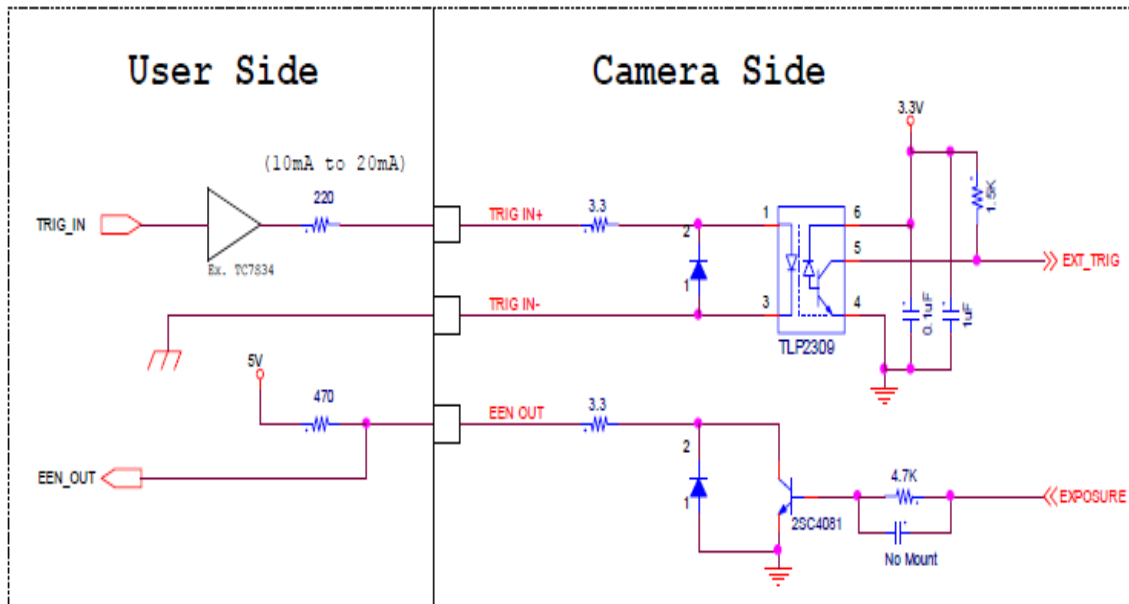 User Side
Camera Side
3.3V
(10mA to 20mA)
220
TRIG_IN
Ex. TC7S34
TRIG IN+
3.3
2
1
1
6
5
3
4
1.5K
EXT_TRIG
TRIG IN-
TLP2309
0.1uF
1uF
5V
470
EEN OUT
3.3
EEN_OUT
2
1
2SC4081
4.7K
EXPOSURE
No Mount